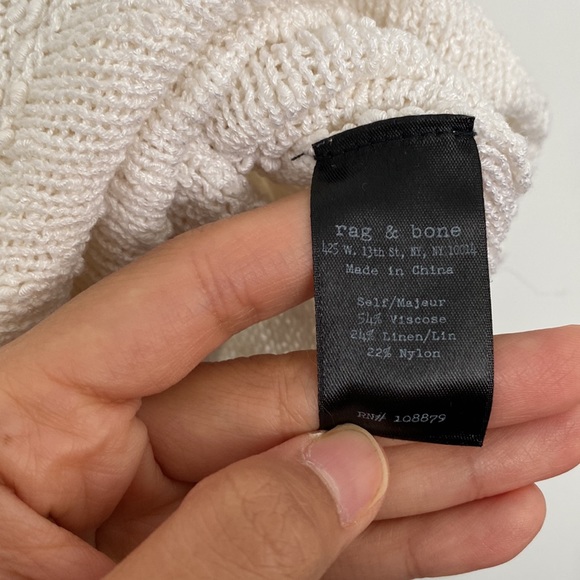 rag & bone
425 W. 13th St, NY, NY 10014
Made in China
Self/Majeur
54% Viscose
24% Linen/Lin
22% Nylon
RN# 108879